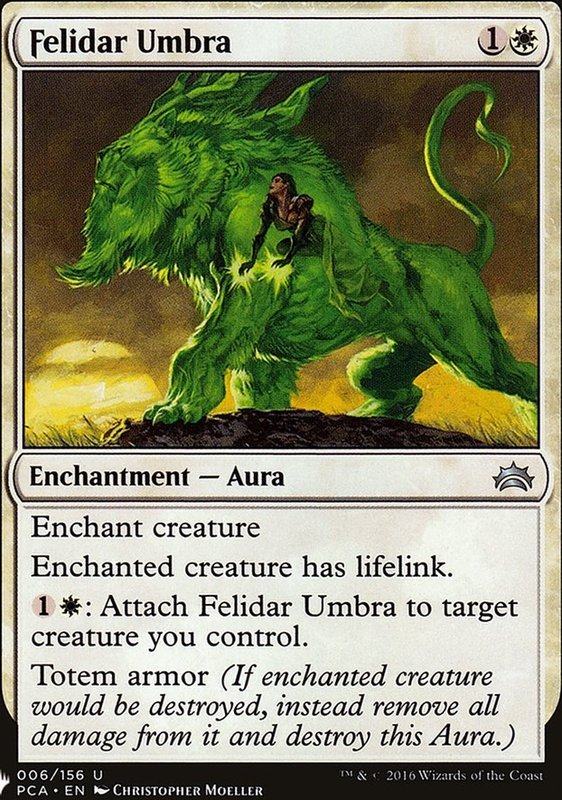 Felidar Umbra 1
Enchantment — Aura
Enchant creature
Enchanted creature has lifelink.
1: Attach Felidar Umbra to target
creature you control.
Totem armor (If enchanted creature
would be destroyed, instead remove all
damage from it and destroy this Aura.)
006/156 U
PCA • EN Christopher Moeller
™ & © 2016 Wizards of the Coast